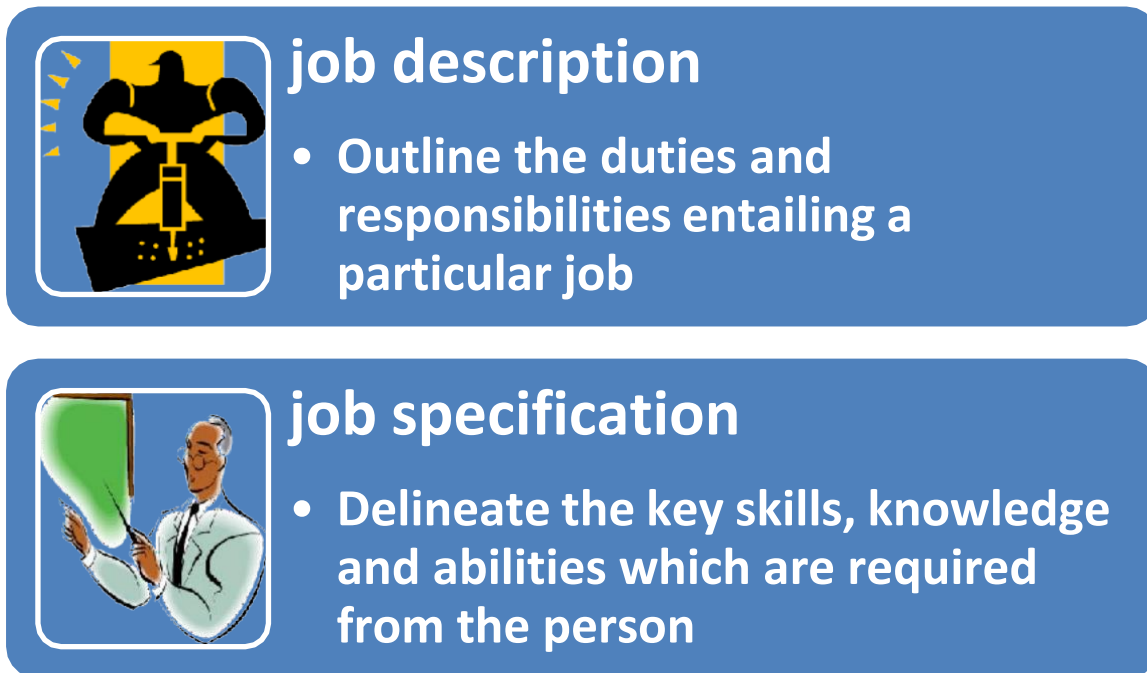 job description
• Outline the duties and
responsibilities entailing a
particular job
job specification
• Delineate the key skills, knowledge
and abilities which are required
from the person